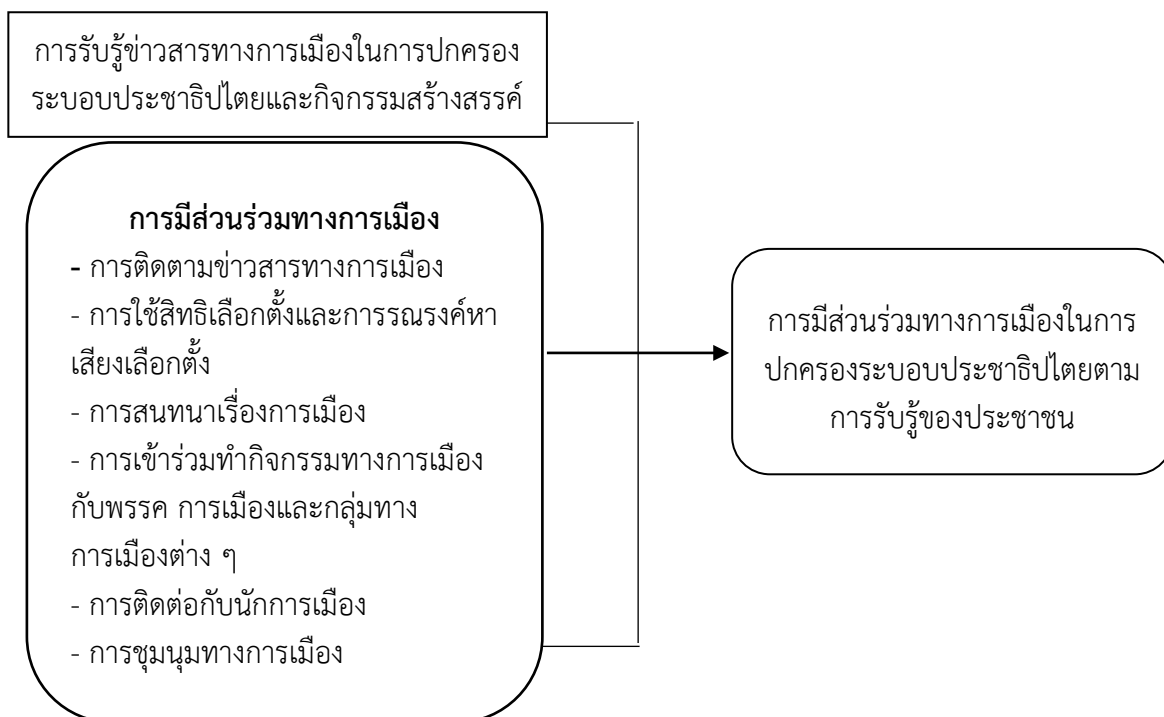 การรับรู้ข่าวสารทางการเมืองในการปกครอง
ระบอบประชาธิปไตยและกิจกรรมสร้างสรรค์
การมีส่วนร่วมทางการเมือง
- การติดตามข่าวสารทางการเมือง
- การใช้สิทธิเลือกตั้งและการรณรงค์หา
เสียงเลือกตั้ง
- การสนทนาเรื่องการเมือง
- การเข้าร่วมทำกิจกรรมทางการเมือง
กับพรรค การเมืองและกลุ่มทาง
การเมืองต่าง ๆ
- การติดต่อกับนักการเมือง
- การชุมนุมทางการเมือง
การมีส่วนร่วมทางการเมืองในการ
ปกครองระบอบประชาธิปไตยตาม
การรับรู้ของประชาชน